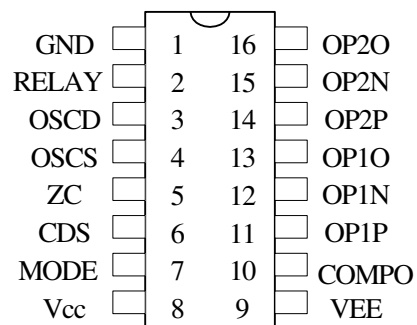 GND 1 16 OP2O
RELAY 2 15 OP2N
OSCD 3 14 OP2P
OSCS 4 13 OP1O
ZC 5 12 OP1N
CDS 6 11 OP1P
MODE 7 10 COMPO
Vcc 8 9 VEE